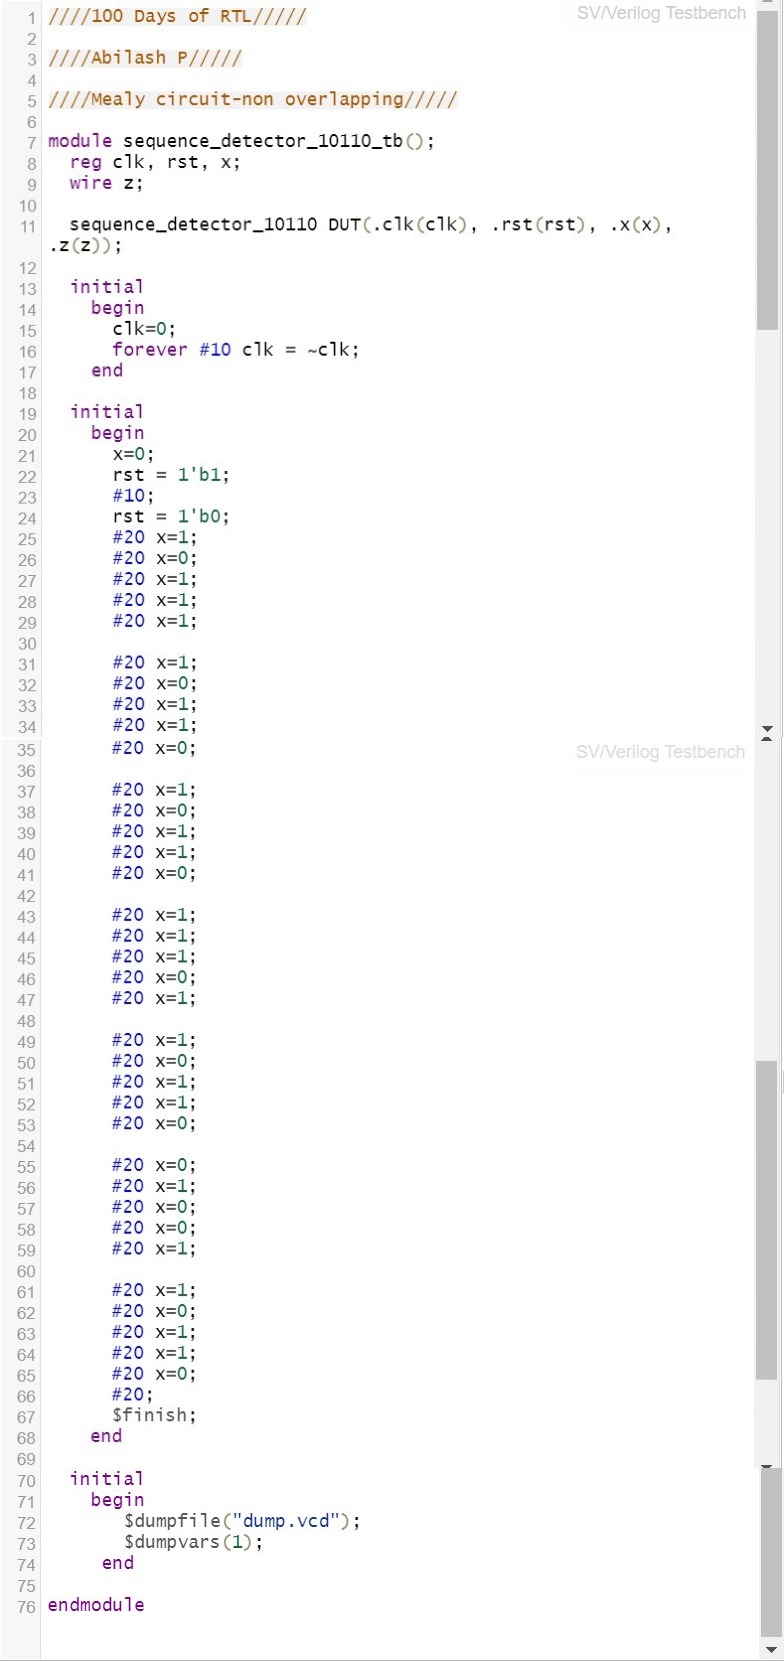 SV/Verilog Testbench
1 ////100 Days of RTL/////
2
3 ////Abilash P/////
4
5 ////Mealy circuit-non overlapping/////
6
7 module sequence_detector_10110_tb();
8 reg clk, rst, x;
9 wire z;
10
11 sequence_detector_10110 DUT(.clk(clk), .rst(rst), .x(x),
.z(z));
12
13 initial
14 begin
15 clk=0;
16 forever #10 clk = ~clk;
17 end
18
19 initial
20 begin
21 x=0;
22 rst = 1'b1;
23 #10;
24 rst = 1'b0;
25 #20 x=1;
26 #20 x=0;
27 #20 x=1;
28 #20 x=1;
29 #20 x=1;
30
31 #20 x=1;
32 #20 x=0;
33 #20 x=1;
34 #20 x=1;
35 #20 x=0;
SV/Verilog Testbench
36
37 #20 x=1;
38 #20 x=0;
39 #20 x=1;
40 #20 x=1;
41 #20 x=0;
42
43 #20 x=1;
44 #20 x=1;
45 #20 x=1;
46 #20 x=0;
47 #20 x=1;
48
49 #20 x=1;
50 #20 x=0;
51 #20 x=1;
52 #20 x=1;
53 #20 x=0;
54
55 #20 x=0;
56 #20 x=1;
57 #20 x=0;
58 #20 x=0;
59 #20 x=1;
60
61 #20 x=1;
62 #20 x=0;
63 #20 x=1;
64 #20 x=1;
65 #20 x=0;
66 #20;
67 $finish;
68 end
69
70 initial
71 begin
72 $dumpfile("dump.vcd");
73 $dumpvars(1);
74 end
75
76 endmodule